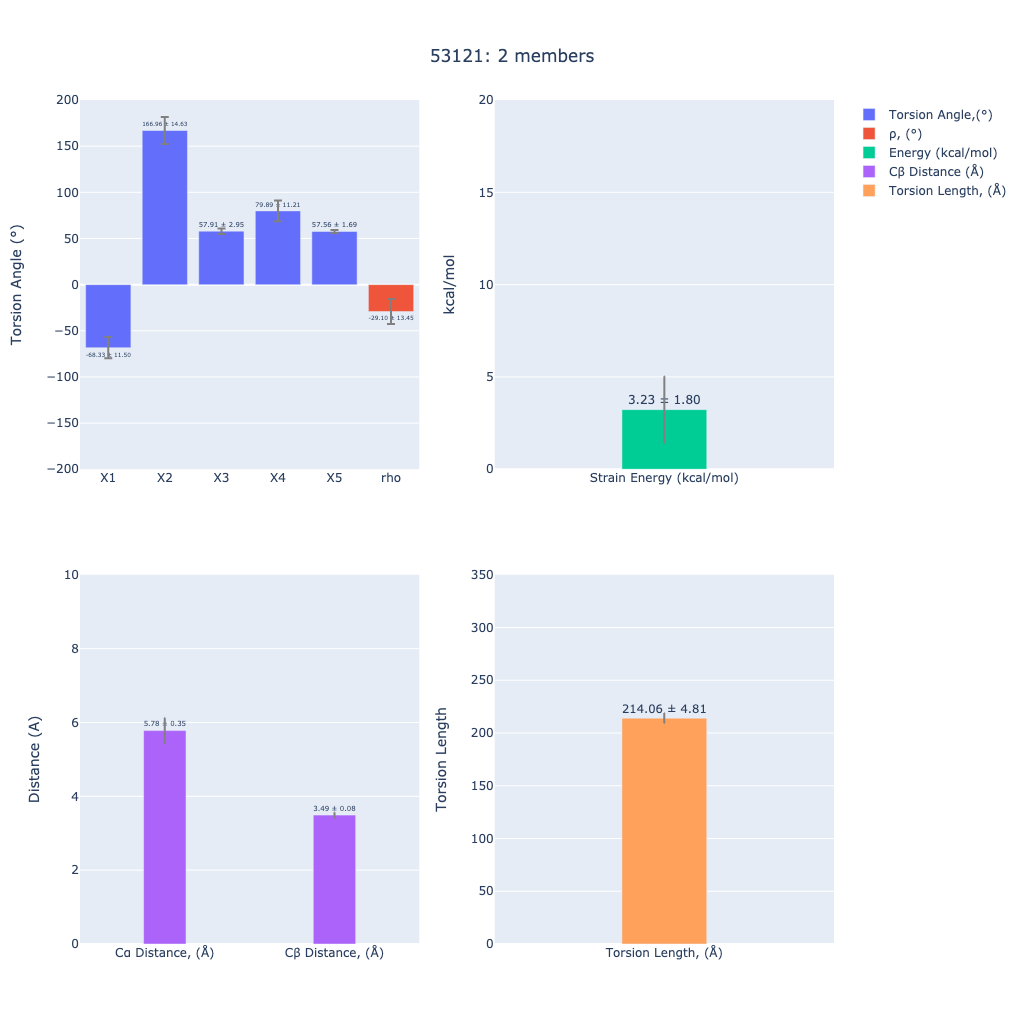 53121: 2 members
Torsion Angle (°)
200
150
100
50
0
−50
−100
−150
−200
-68.33 ± 11.50
166.96 ± 14.63
57.91 ± 2.95
79.89 ± 11.21
57.56 ± 1.69
-29.10 ± 13.45
X1 X2 X3 X4 X5 rho
kcal/mol
20
15
10
5
0
3.23 ± 1.80
Strain Energy (kcal/mol)
Torsion Angle,(°)
ρ, (°)
Energy (kcal/mol)
Cβ Distance (Å)
Torsion Length, (Å)
Distance (A)
10
8
6
4
2
0
5.78 ± 0.35
3.49 ± 0.08
Cα Distance, (Å) Cβ Distance, (Å)
Torsion Length
350
300
250
200
150
100
50
0
214.06 ± 4.81
Torsion Length, (Å)